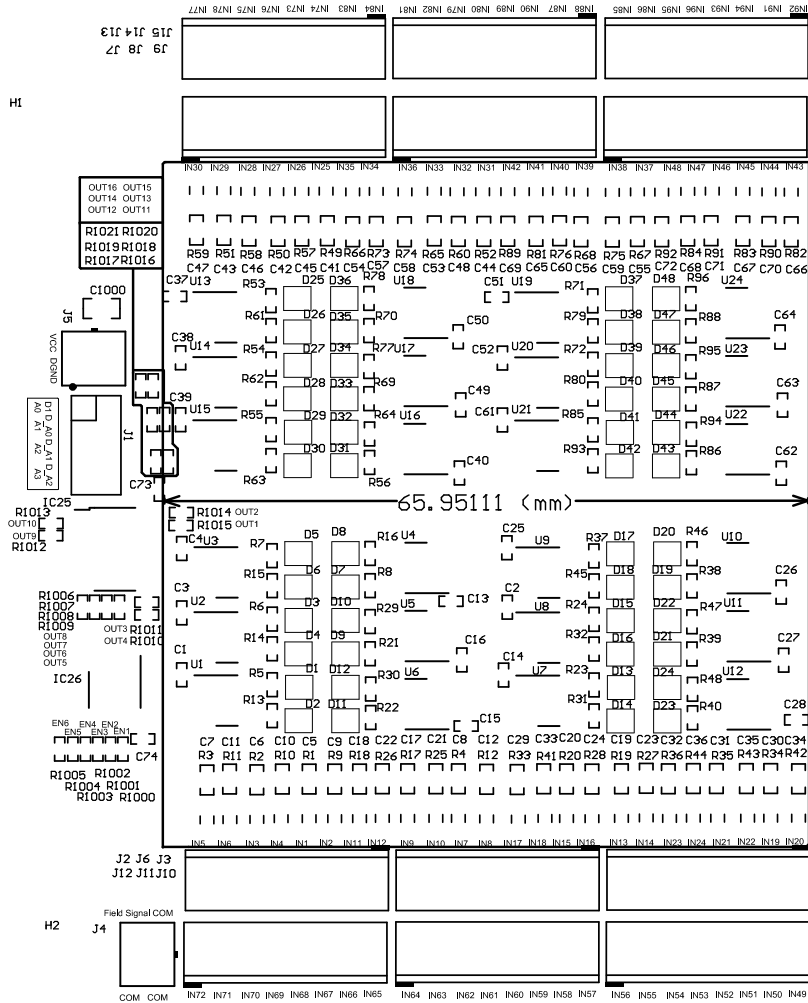 IN77 IN78 IN75 IN76 IN73 IN74 IN83 IN84 IN81 IN82 IN79 IN80 IN89 IN90 IN87 IN88 IN85 IN86 IN95 IN96 IN93 IN94 IN91 IN92
J15 J14 J13
J9 J8 J7
H1
IN30 IN29 IN28 IN27 IN26 IN25 IN35 IN34 IN36 IN33 IN32 IN31 IN42 IN41 IN40 IN39 IN38 IN37 IN48 IN47 IN46 IN45 IN44 IN43
OUT16 OUT15
OUT14 OUT13
OUT12 OUT11
R1021 R1020
R1019 R1018
R1017 R1016
R59 R51 R58 R50 R57 R49 R66 R73 R74 R65 R60 R52 R89 R81 R76 R68 R75 R67 R92 R84 R91 R83 R90 R82
C47 C43 C46 C42 C45 C41 C54 C57 C58 C53 C48 C44 C69 C65 C60 C56 C59 C55 C72 C68 C71 C67 C70 C66
C37 U13 R53 D25 D36 R78 U18 C51 U19 R71 D37 D48 R96 U24
C1000
J5
R61 D26 D35 R70 C50 R79 D38 D47 R88 C64
VCC DGND
C38 U14 R54 D27 D34 R77 U17 C52 U20 R72 D39 D46 R95 U23
R62 D28 D33 R69 C49 R80 D40 D45 R87 C63
C39 U15 R55 D29 D32 R64 U16 C61 U21 R85 D41 D44 R94 U22
D1 D_A0 D_A1 D_A2
A0 A1 A2 A3
J1
R63 D30 D31 R56 C40 R93 D42 D43 R86 C62
C73
65.95111 (mm)
IC25
R1013
OUT10
OUT9
R1012
R1014 OUT2
R1015 OUT1
C4 U3 R7 D5 D8 R16 U4 C25 U9 R37 D17 D20 R46 U10
R15 D6 D7 R8 C13 R45 D18 D19 R38 C26
C3 U2 R6 D3 D10 R29 U5 C2 U8 R24 D15 D22 R47 U11
R1006
R1007
R1008
R1009
OUT8
OUT7
OUT6
OUT5
OUT3
OUT4
R1011
R1010
R14 D4 D9 R21 C16 R32 D16 D21 R39 C27
C1 U1 R5 D1 D12 R30 U6 C14 U7 R23 D13 D24 R48 U12
IC26
R13 D2 D11 R22 C15 R31 D14 D23 R40 C28
EN6 EN4 EN2
EN5 EN3 EN1
C74
C7 C11 C6 C10 C5 C9 C18 C22 C17 C21 C8 C12 C29 C33 C20 C24 C19 C23 C32 C36 C31 C35 C30 C34
R3 R11 R2 R10 R1 R9 R18 R26 R17 R25 R4 R12 R33 R41 R20 R28 R19 R27 R36 R44 R35 R43 R34 R42
R1005 R1002
R1004 R1001
R1003 R1000
IN5 IN6 IN3 IN4 IN1 IN2 IN11 IN12 IN9 IN10 IN7 IN8 IN17 IN18 IN15 IN16 IN13 IN14 IN23 IN24 IN21 IN22 IN19 IN20
J2 J6 J3
J12 J11 J10
Field Signal COM
H2
J4
COM COM
IN72 IN71 IN70 IN69 IN68 IN67 IN66 IN65 IN64 IN63 IN62 IN61 IN60 IN59 IN58 IN57 IN56 IN55 IN54 IN53 IN52 IN51 IN50 IN49